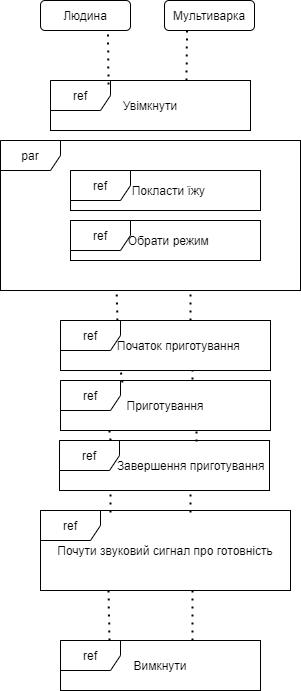 Людина
Мультиварка
ref
Увімкнути
par
ref
Покласти їжу
ref
Обрати режим
ref
Початок приготування
ref
Приготування
ref
Завершення приготування
ref
Почути звуковий сигнал про готовність
ref
Вимкнути